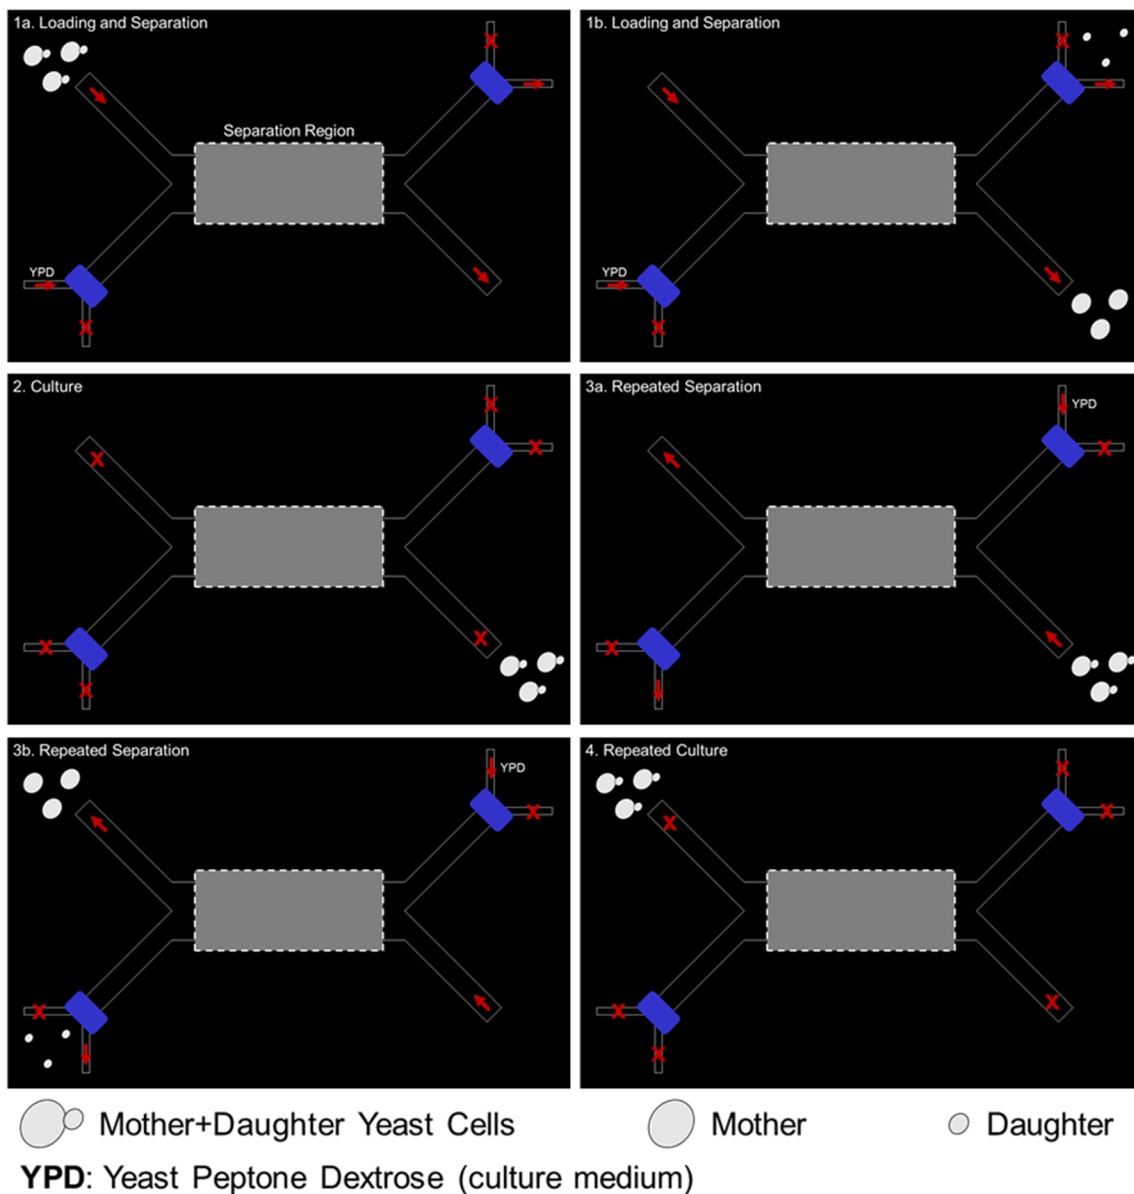 1a. Loading and Separation
Separation Region
YPD
1b. Loading and Separation
YPD
2. Culture
3a. Repeated Separation
YPD
3b. Repeated Separation
YPD
4. Repeated Culture
Mother+Daughter Yeast Cells
Mother
Daughter
YPD: Yeast Peptone Dextrose (culture medium)